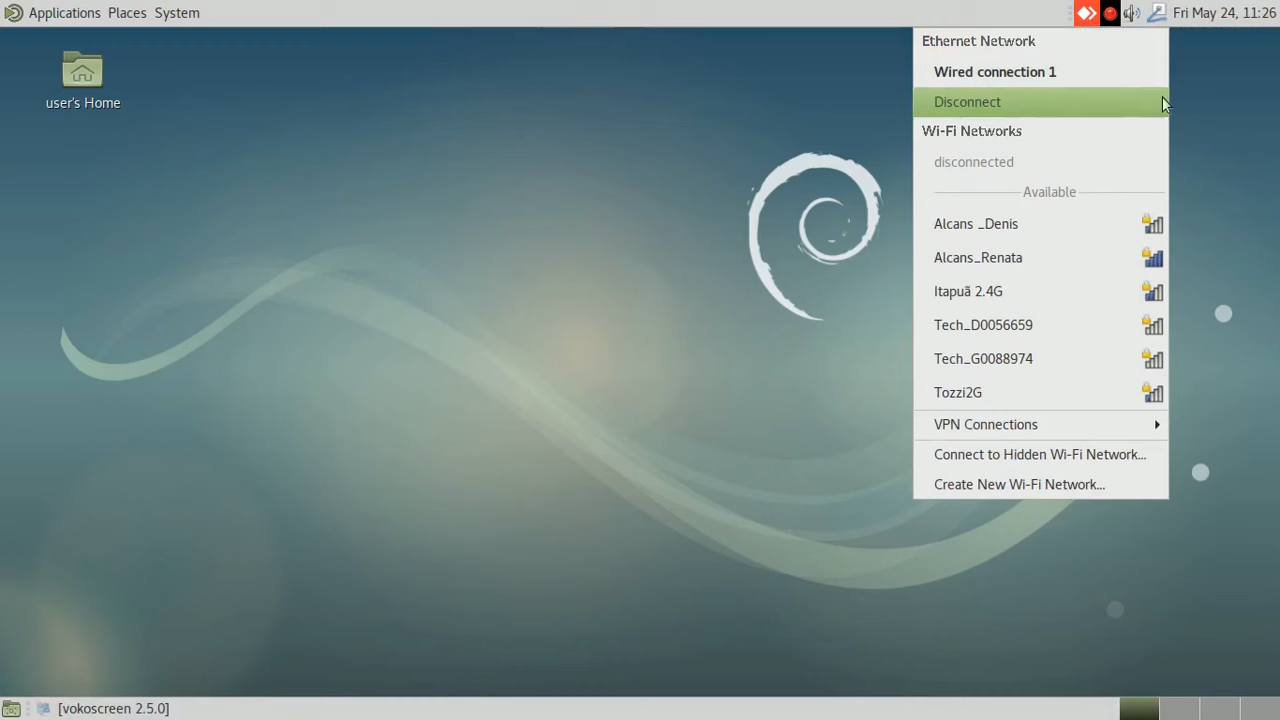 Applications Places System
Fri May 24, 11:26
user's Home
Ethernet Network
Wired connection 1
Disconnect
Wi-Fi Networks
disconnected
Available
Alcans _Denis
Alcans_Renata
Itapuã 2.4G
Tech_D0056659
Tech_G0088974
Tozzi2G
VPN Connections
Connect to Hidden Wi-Fi Network...
Create New Wi-Fi Network...
[vokoscreen 2.5.0]